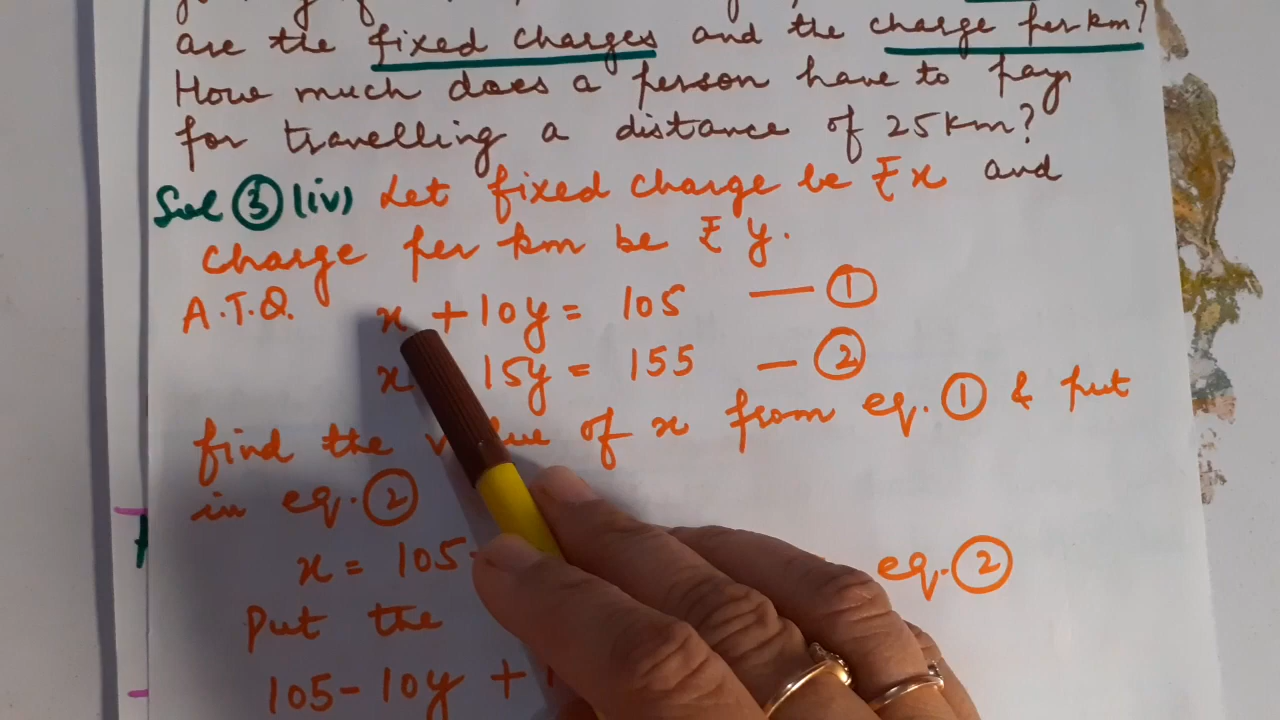 are the fixed charges and the charge per km?
How much does a person have to pay
for travelling a distance of 25km?
Sol ③ (iv) Let fixed charge be ₹ x and
charge per km be ₹ y.
A.T.Q. x + 10y = 105 — ①
x 15y = 155 — ②
find the of x from eq. ① & put
in eq. ②
x = 105 eq. ②
Put the
105 - 10y +